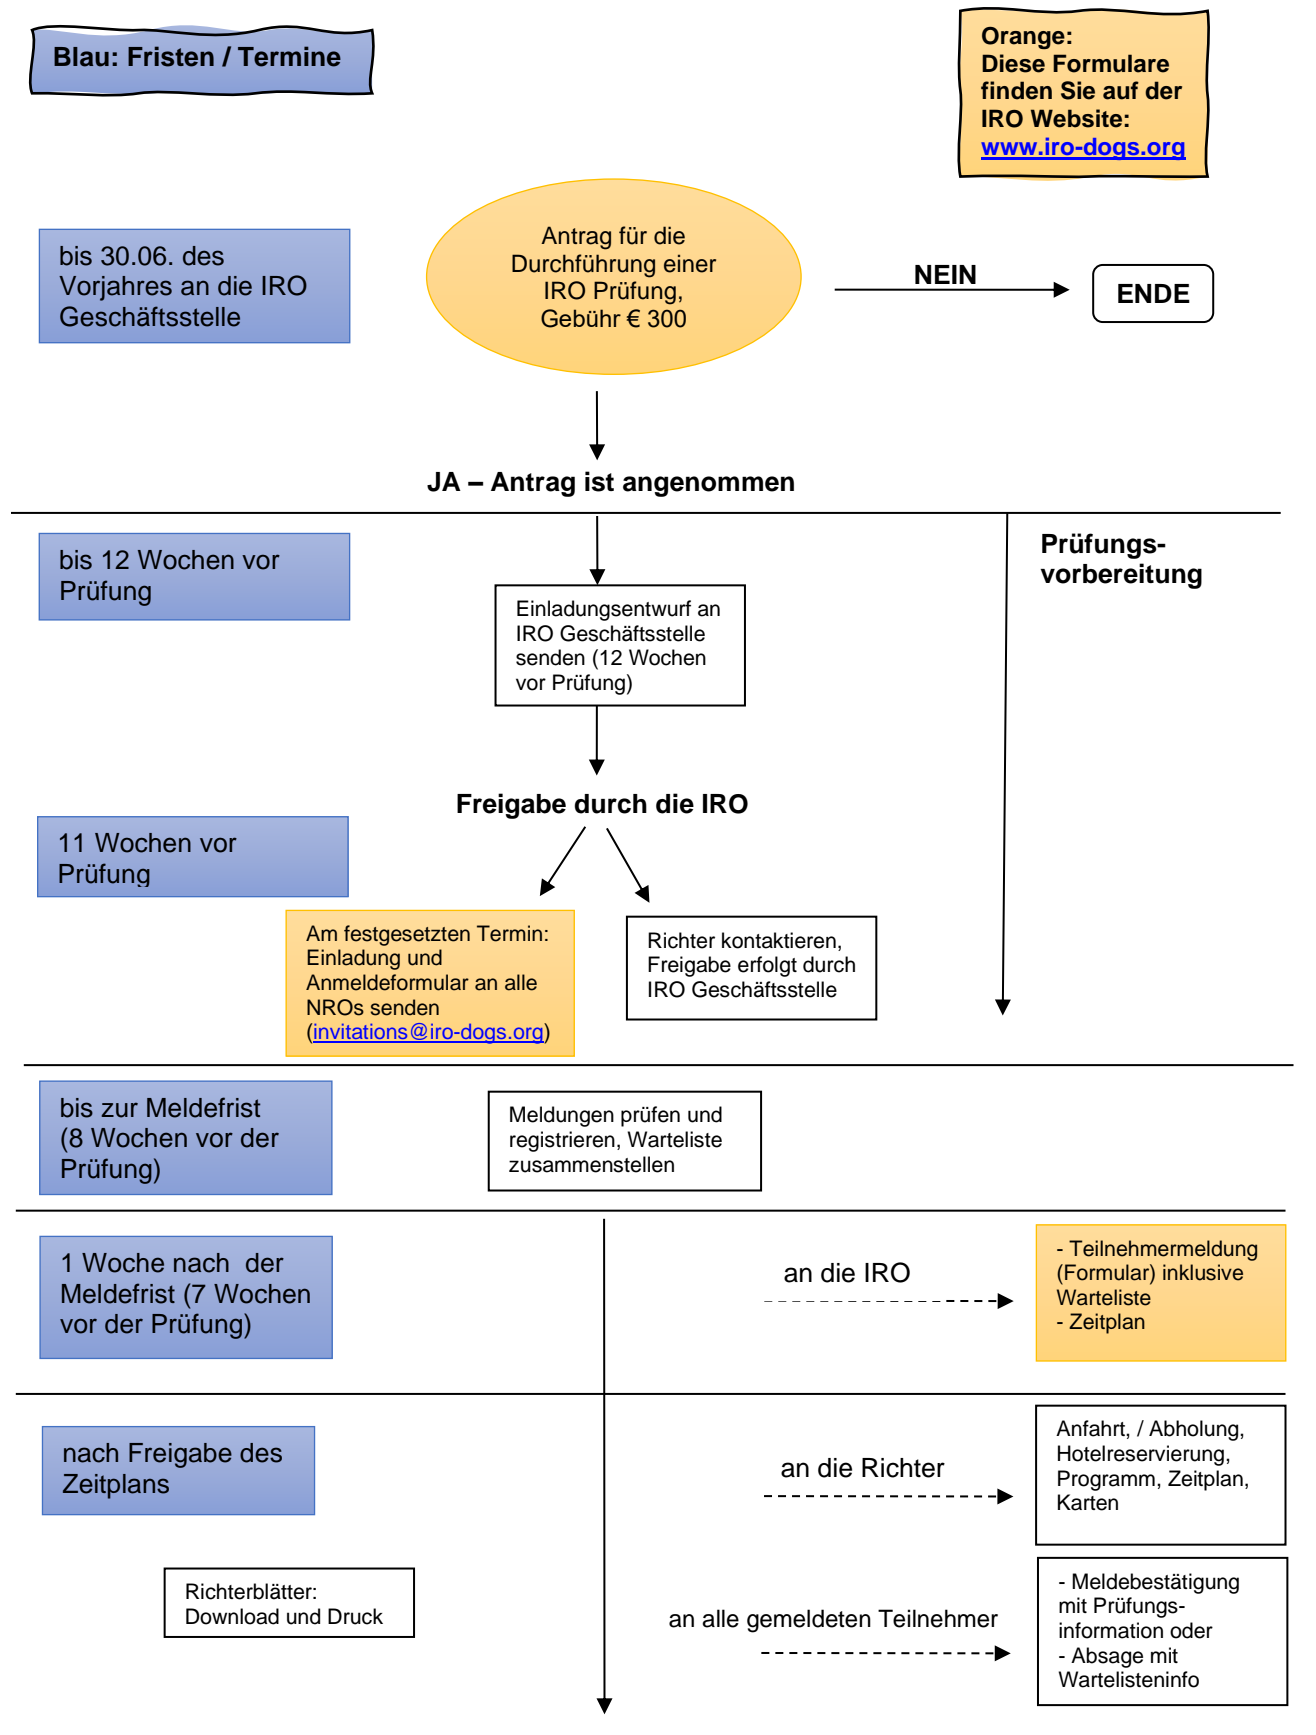 Blau: Fristen / Termine
Orange:
Diese Formulare
finden Sie auf der
IRO Website:
www.iro-dogs.org
bis 30.06. des
Vorjahres an die IRO
Geschäftsstelle
Antrag für die
Durchführung einer
IRO Prüfung,
Gebühr € 300
NEIN
ENDE
JA – Antrag ist angenommen
bis 12 Wochen vor
Prüfung
Prüfungs-
vorbereitung
Einladungsentwurf an
IRO Geschäftsstelle
senden (12 Wochen
vor Prüfung)
Freigabe durch die IRO
11 Wochen vor
Prüfung
Am festgesetzten Termin:
Einladung und
Anmeldeformular an alle
NROs senden
(invitations@iro-dogs.org)
Richter kontaktieren,
Freigabe erfolgt durch
IRO Geschäftsstelle
bis zur Meldefrist
(8 Wochen vor der
Prüfung)
Meldungen prüfen und
registrieren, Warteliste
zusammenstellen
1 Woche nach  der
Meldefrist (7 Wochen
vor der Prüfung)
an die IRO
- Teilnehmermeldung
(Formular) inklusive
Warteliste
- Zeitplan
nach Freigabe des
Zeitplans
an die Richter
Anfahrt, / Abholung,
Hotelreservierung,
Programm, Zeitplan,
Karten
Richterblätter:
Download und Druck
an alle gemeldeten Teilnehmer
- Meldebestätigung
mit Prüfungs-
information oder
- Absage mit
Wartelisteninfo